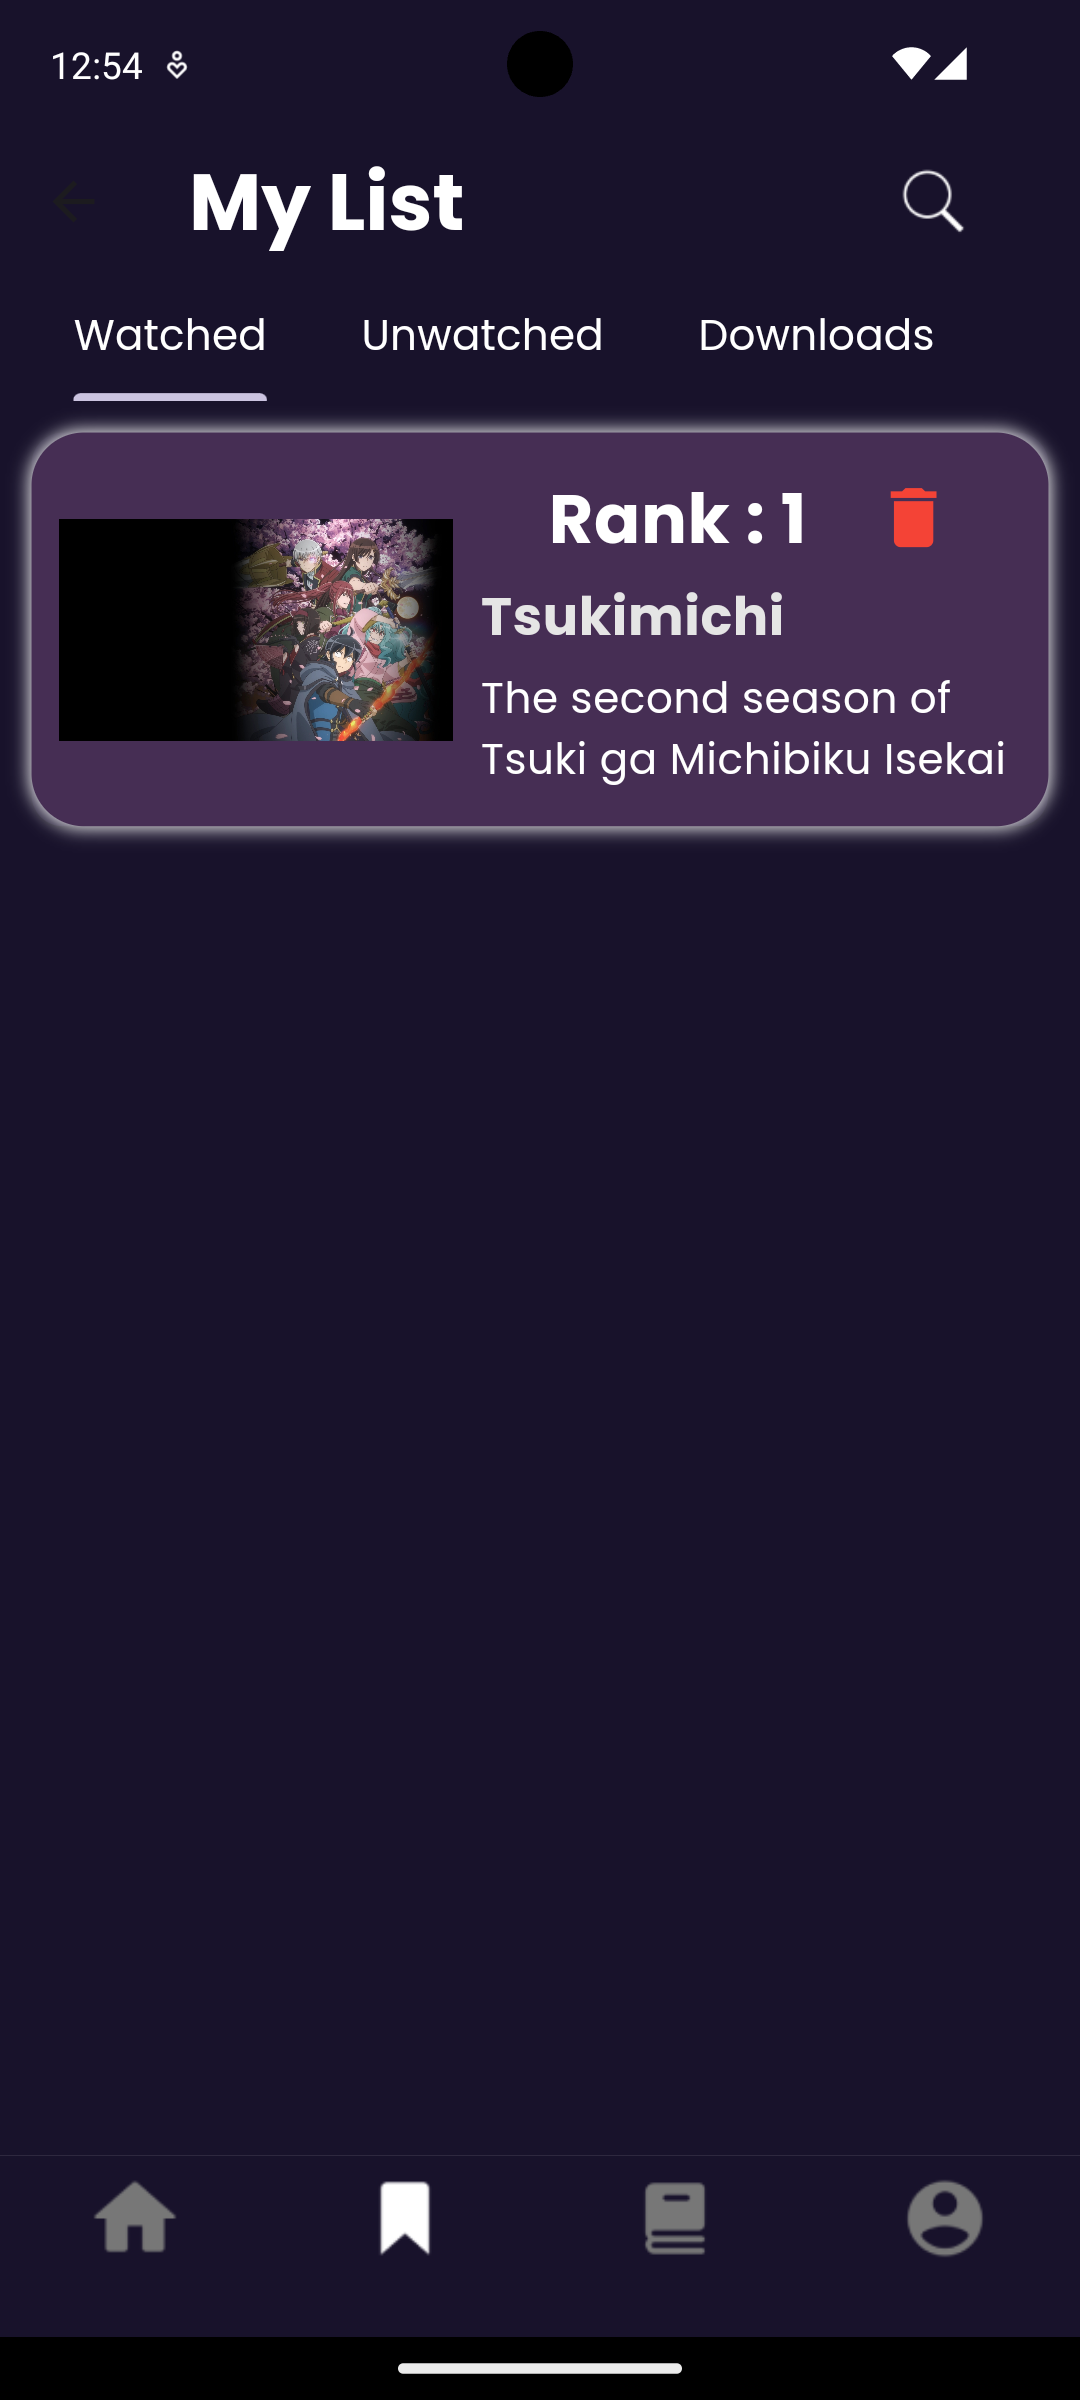 12:54
My List
Watched Unwatched Downloads
Rank : 1
Tsukimichi
The second season of
Tsuki ga Michibiku Isekai